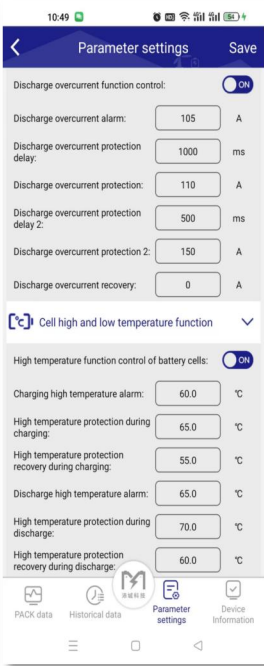 10:49
54
Parameter settings
Save
Discharge overcurrent function control:
ON
Discharge overcurrent alarm:
105
A
Discharge overcurrent protection
delay:
1000
ms
Discharge overcurrent protection:
110
A
Discharge overcurrent protection
delay 2:
500
ms
Discharge overcurrent protection 2:
150
A
Discharge overcurrent recovery:
0
A
[°c] Cell high and low temperature function
High temperature function control of battery cells:
ON
Charging high temperature alarm:
60.0
°C
High temperature protection during
charging:
65.0
°C
High temperature protection
recovery during charging:
55.0
°C
Discharge high temperature alarm:
65.0
°C
High temperature protection during
discharge:
70.0
°C
High temperature protection
recovery during discharge:
60.0
°C
PACK data
Historical data
Parameter
settings
Device
Information